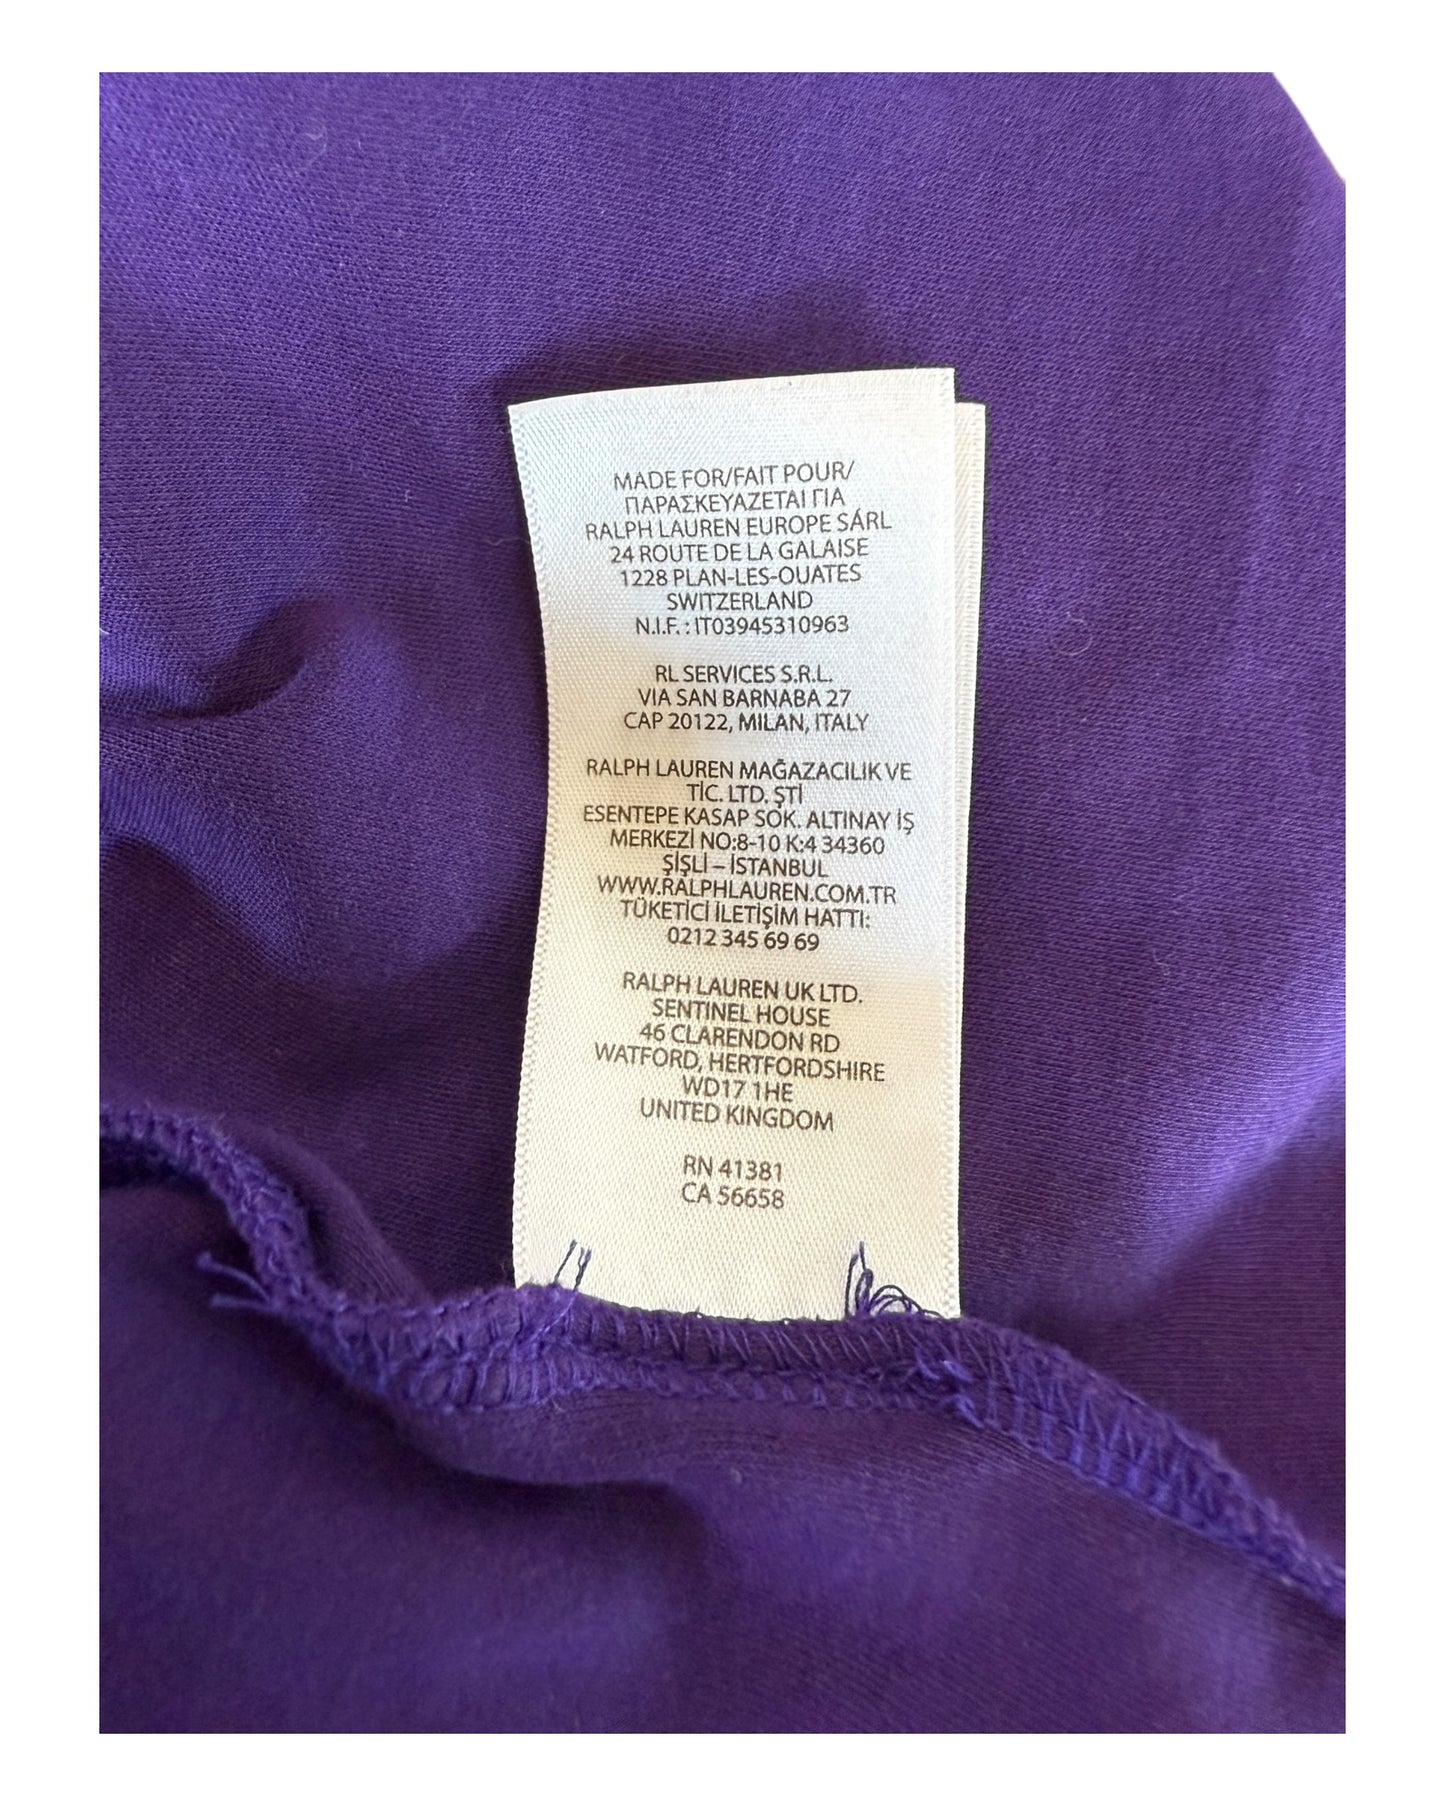 MADE FOR/FAIT POUR/
ΠΑΡΑΣΚΕΥΑΖΕΤΑΙ ΓΙΑ
RALPH LAUREN EUROPE SÁRL
24 ROUTE DE LA GALAISE
1228 PLAN-LES-OUATES
SWITZERLAND
N.I.F. : IT03945310963
RL SERVICES S.R.L.
VIA SAN BARNABA 27
CAP 20122, MILAN, ITALY
RALPH LAUREN MAĞAZACILIK VE
TİC. LTD. ŞTİ
ESENTEPE KASAP SOK. ALTINAY İŞ
MERKEZİ NO:8-10 K:4 34360
ŞİŞLİ – İSTANBUL
WWW.RALPHLAUREN.COM.TR
TÜKETİCİ İLETİŞİM HATTI:
0212 345 69 69
RALPH LAUREN UK LTD.
SENTINEL HOUSE
46 CLARENDON RD
WATFORD, HERTFORDSHIRE
WD17 1HE
UNITED KINGDOM
RN 41381
CA 56658